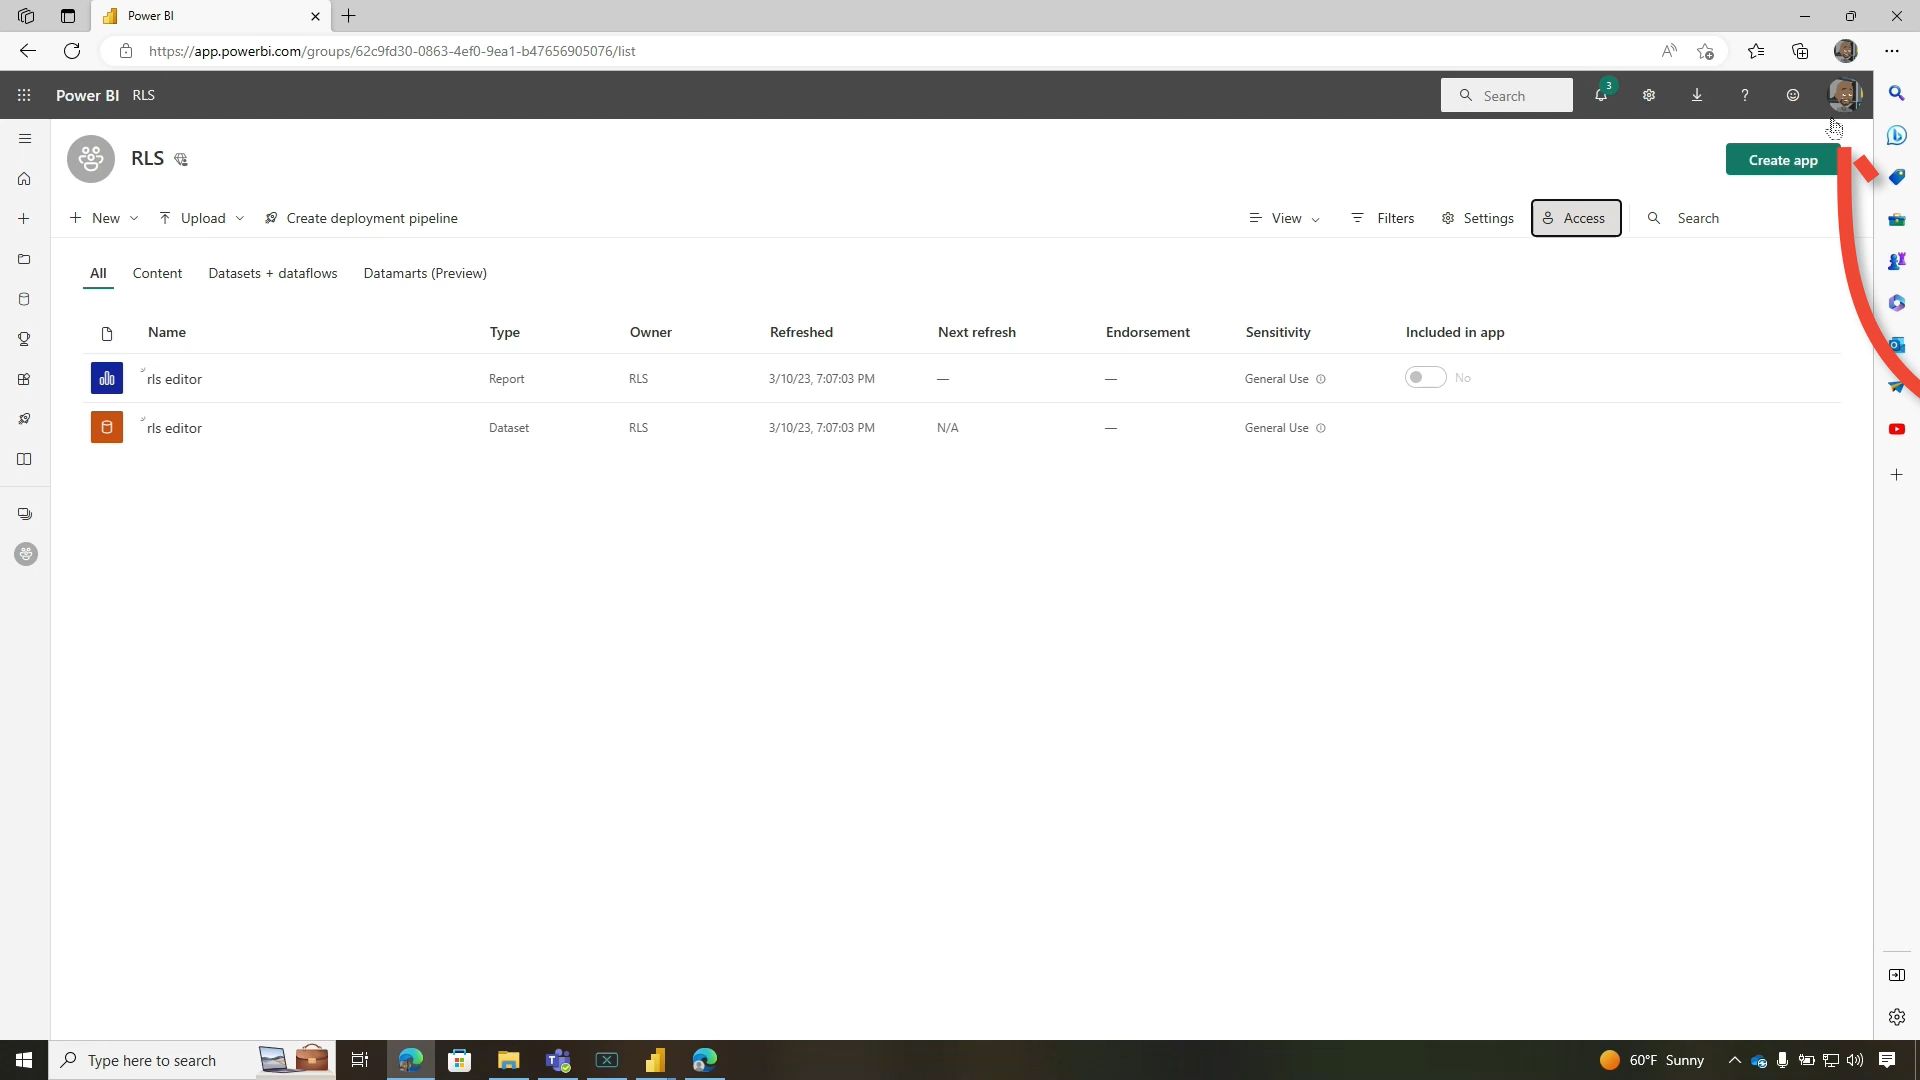 Power BI
https://app.powerbi.com/groups/62c9fd30-0863-4ef0-9ea1-b47656905076/list
Power BI RLS Search 3
RLS Create app
New Upload Create deployment pipeline View Filters Settings Access Search
All Content Datasets + dataflows Datamarts (Preview)
Name Type Owner Refreshed Next refresh Endorsement Sensitivity Included in app
rls editor Report RLS 3/10/23, 7:07:03 PM — — General Use No
rls editor Dataset RLS 3/10/23, 7:07:03 PM N/A — General Use
Type here to search 60°F Sunny